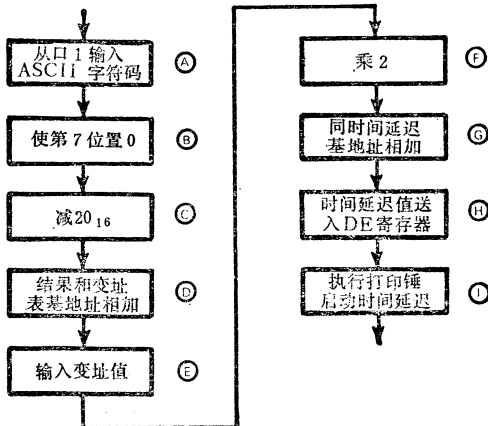 从口1输入
ASCIi 字符码
A
使第7位置0
B
减20₁₆
C
结果和变址
表基地址相加
D
输入变址值
E
乘2
F
同时间延迟
基地址相加
G
时间延迟值送
入DE寄存器
H
执行打印锤
启动时间延迟
I